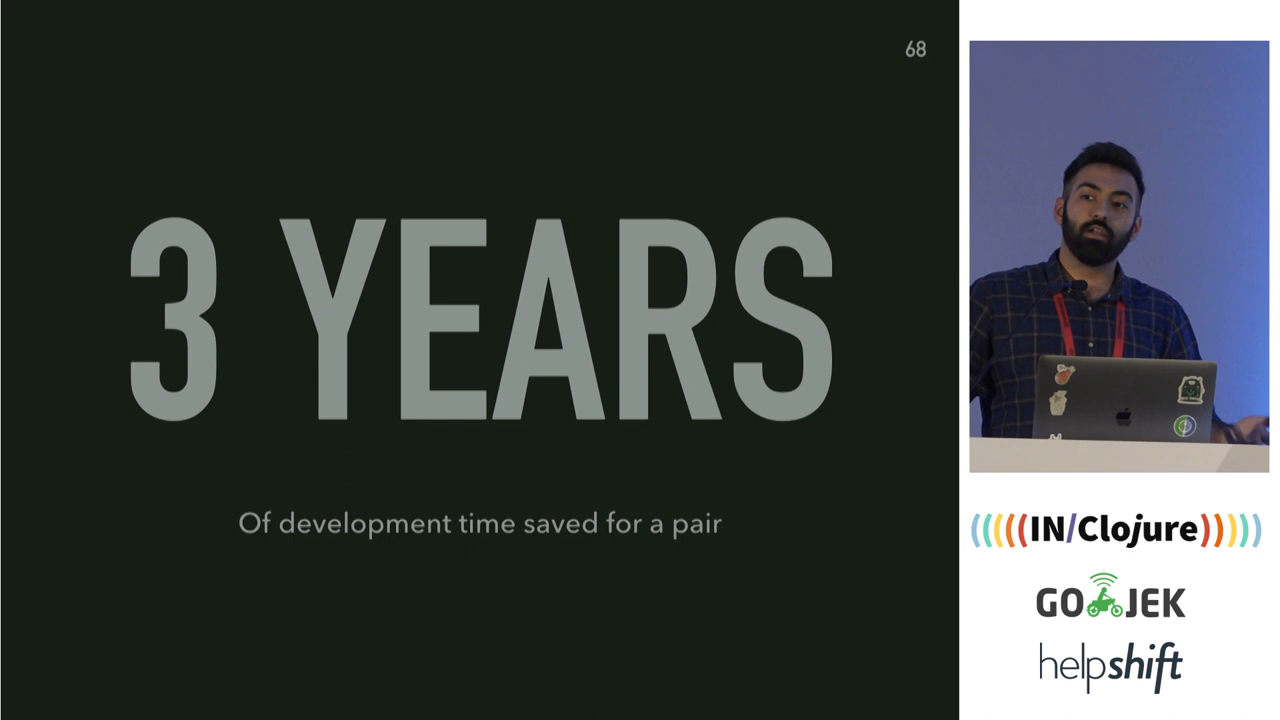 68
3 YEARS
Of development time saved for a pair
(((((IN/Clojure)))))
GO JEK
helpshift